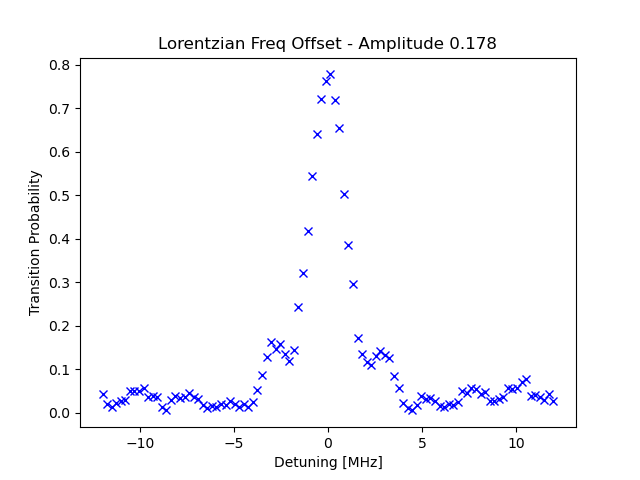 Lorentzian Freq Offset - Amplitude 0.178
Transition Probability
0.8
0.7
0.6
0.5
0.4
0.3
0.2
0.1
0.0
−10 −5 0 5 10
Detuning [MHz]